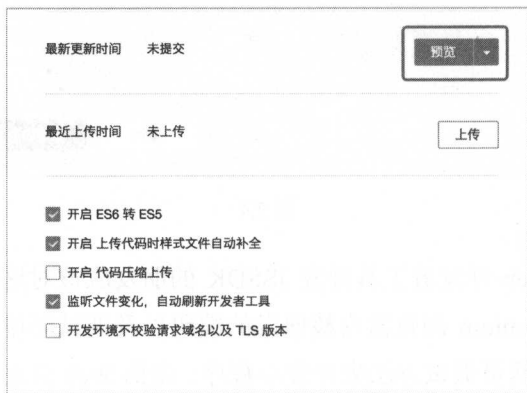 最新更新时间 未提交 预览
最近上传时间 未上传 上传
开启 ES6 转 ES5
开启 上传代码时样式文件自动补全
开启 代码压缩上传
监听文件变化，自动刷新开发者工具
开发环境不校验请求域名以及 TLS 版本